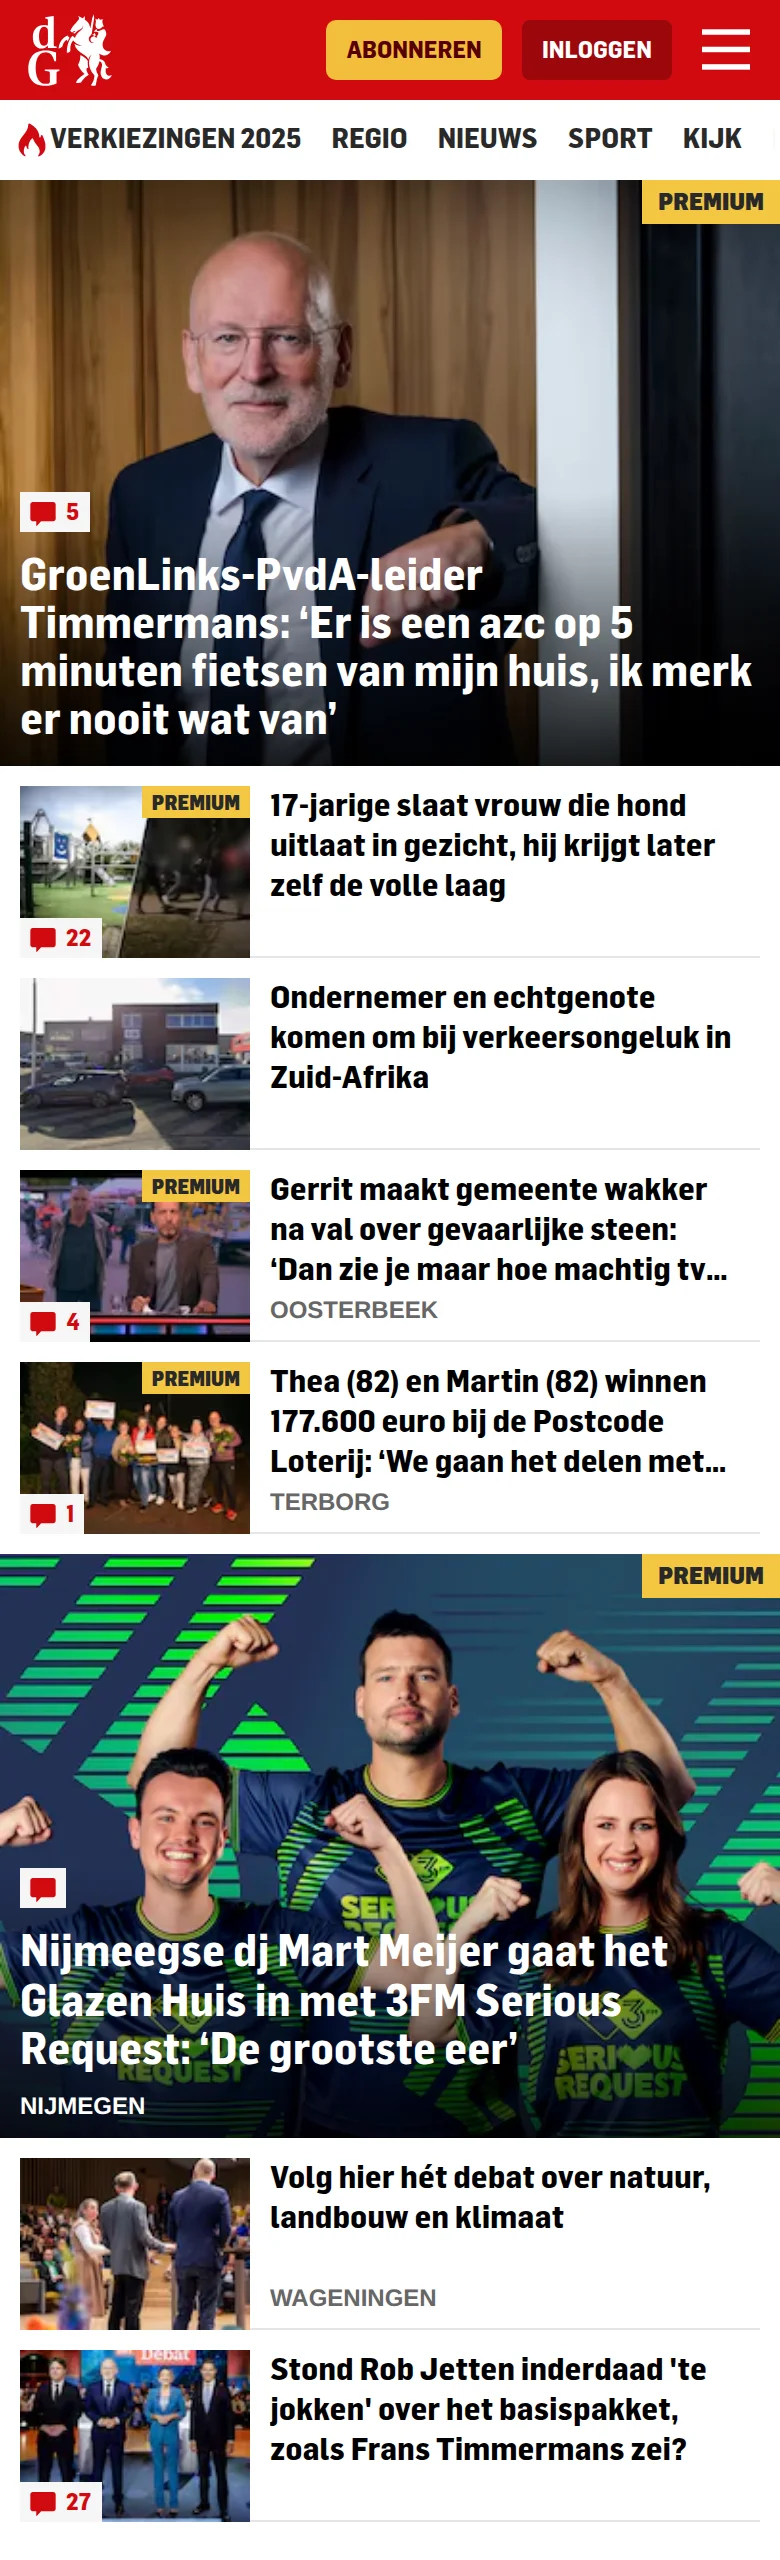 dG
ABONNEREN
INLOGGEN
VERKIEZINGEN 2025
REGIO
NIEUWS
SPORT
KIJK
PREMIUM
5
GroenLinks-PvdA-leider
Timmermans: ‘Er is een azc op 5
minuten fietsen van mijn huis, ik merk
er nooit wat van’
PREMIUM
22
17-jarige slaat vrouw die hond
uitlaat in gezicht, hij krijgt later
zelf de volle laag
Ondernemer en echtgenote
komen om bij verkeersongeluk in
Zuid-Afrika
PREMIUM
4
Gerrit maakt gemeente wakker
na val over gevaarlijke steen:
‘Dan zie je maar hoe machtig tv...
OOSTERBEEK
PREMIUM
1
Thea (82) en Martin (82) winnen
177.600 euro bij de Postcode
Loterij: ‘We gaan het delen met...
TERBORG
PREMIUM
Nijmeegse dj Mart Meijer gaat het
Glazen Huis in met 3FM Serious
Request: ‘De grootste eer’
NIJMEGEN
3FM
SERIOUS
REQUEST
Volg hier hét debat over natuur,
landbouw en klimaat
WAGENINGEN
Debat
27
Stond Rob Jetten inderdaad 'te
jokken' over het basispakket,
zoals Frans Timmermans zei?